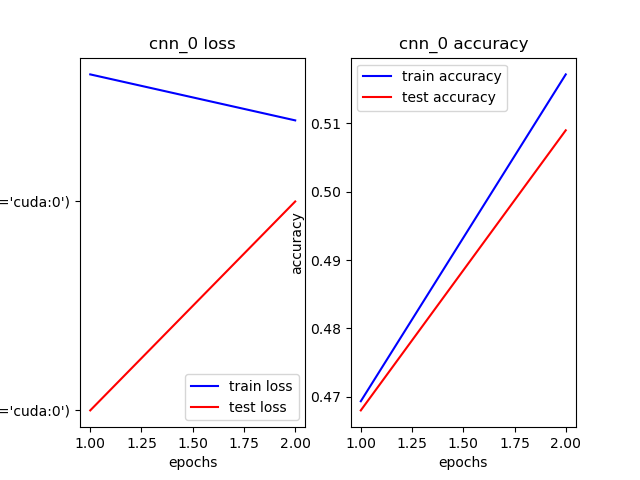 cnn_0 loss
='cuda:0')
='cuda:0')
train loss
test loss
1.00 1.25 1.50 1.75 2.00
epochs
cnn_0 accuracy
train accuracy
test accuracy
accuracy
0.51
0.50
0.49
0.48
0.47
1.00 1.25 1.50 1.75 2.00
epochs